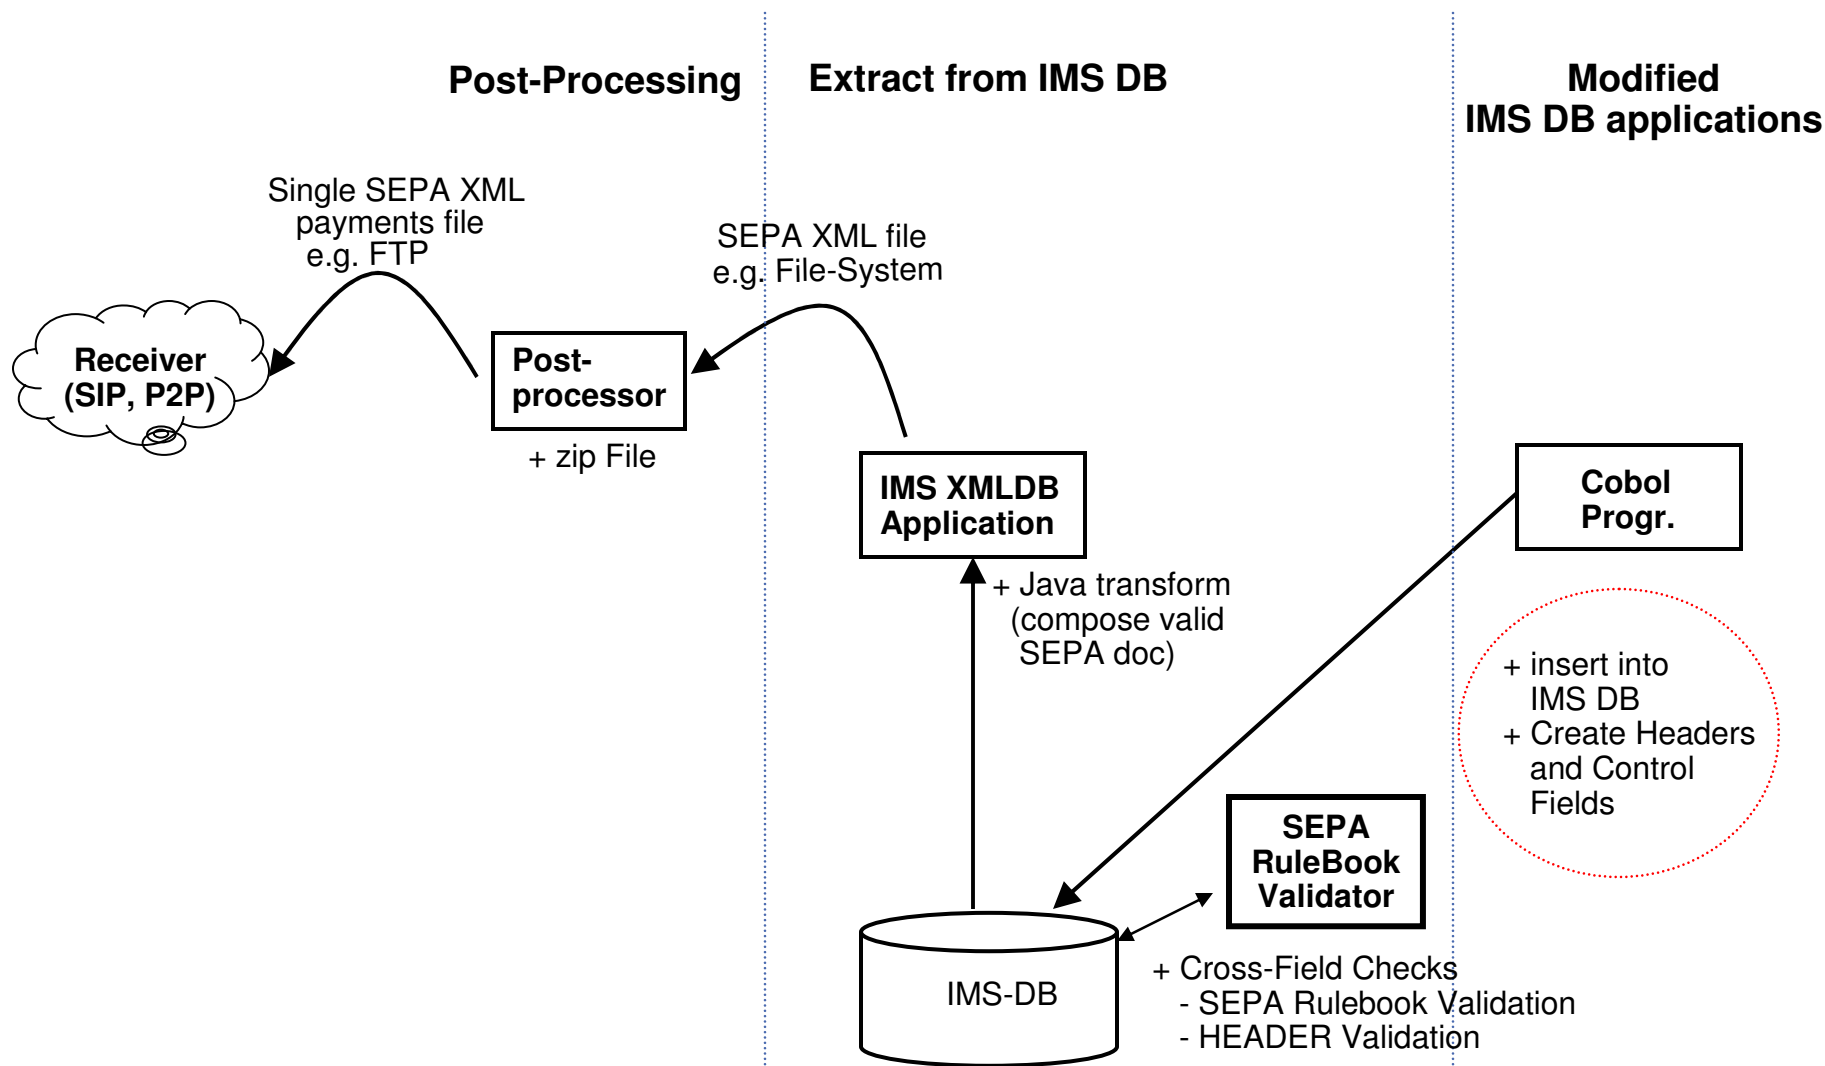 Post-Processing
Extract from IMS DB
Modified
IMS DB applications
Single SEPA XML
payments file
e.g. FTP
SEPA XML file
e.g. File-System
Receiver
(SIP, P2P)
Post-
processor
+ zip File
IMS XMLDB
Application
Cobol
Progr.
+ Java transform
(compose valid
SEPA doc)
+ insert into
IMS DB
+ Create Headers
and Control
Fields
SEPA
RuleBook
Validator
IMS-DB
+ Cross-Field Checks
- SEPA Rulebook Validation
- HEADER Validation